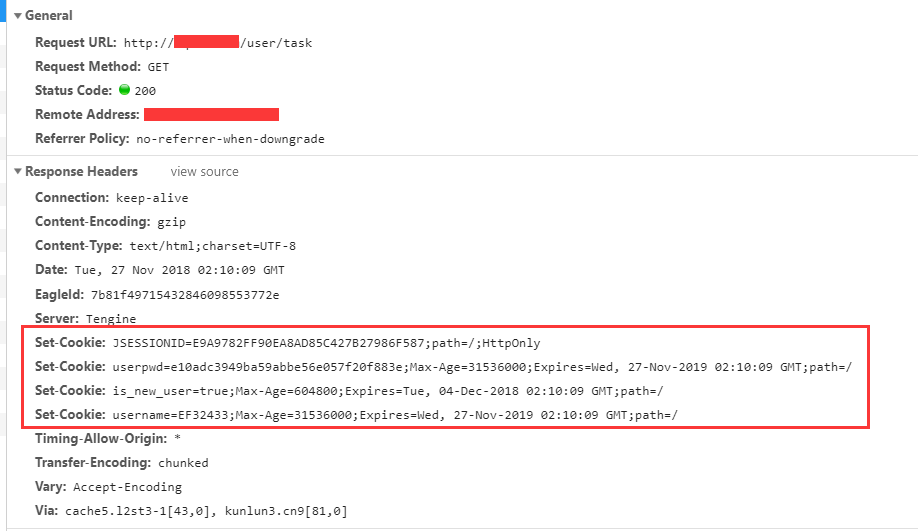 General
Request URL: http:// /user/task
Request Method: GET
Status Code: 200
Remote Address:
Referrer Policy: no-referrer-when-downgrade
Response Headers view source
Connection: keep-alive
Content-Encoding: gzip
Content-Type: text/html;charset=UTF-8
Date: Tue, 27 Nov 2018 02:10:09 GMT
EagleId: 7b81f49715432846098553772e
Server: Tengine
Set-Cookie: JSESSIONID=E9A9782FF90EA8AD85C427B27986F587;path=/;HttpOnly
Set-Cookie: userpwd=e10adc3949ba59abbe56e057f20f883e;Max-Age=31536000;Expires=Wed, 27-Nov-2019 02:10:09 GMT;path=/
Set-Cookie: is_new_user=true;Max-Age=604800;Expires=Tue, 04-Dec-2018 02:10:09 GMT;path=/
Set-Cookie: username=EF32433;Max-Age=31536000;Expires=Wed, 27-Nov-2019 02:10:09 GMT;path=/
Timing-Allow-Origin: *
Transfer-Encoding: chunked
Vary: Accept-Encoding
Via: cache5.l2st3-1[43,0], kunlun3.cn9[81,0]